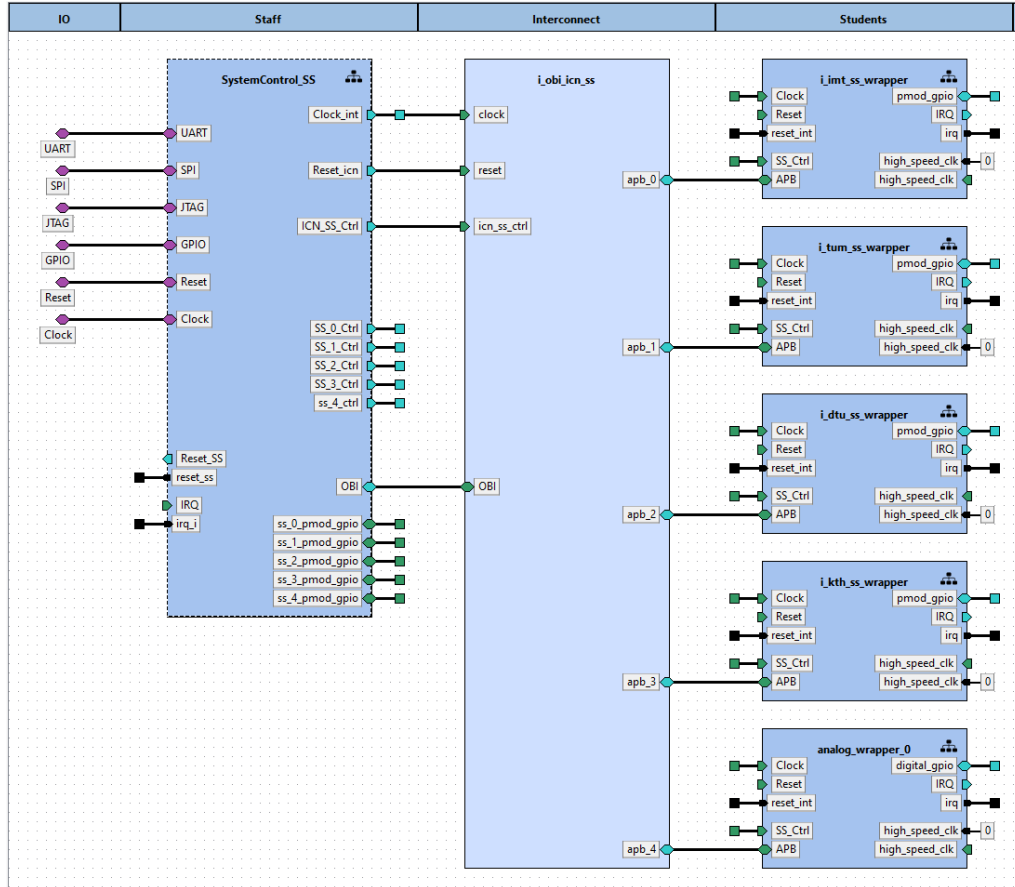 IO
Staff
Interconnect
Students
SystemControl_SS
Clock_int
UART
SPI
Reset_icn
JTAG
ICN_SS_Ctrl
GPIO
Reset
Clock
SS_0_Ctrl
SS_1_Ctrl
SS_2_Ctrl
SS_3_Ctrl
ss_4_ctrl
Reset_SS
reset_ss
OBI
IRQ
irq_i
ss_0_pmod_gpio
ss_1_pmod_gpio
ss_2_pmod_gpio
ss_3_pmod_gpio
ss_4_pmod_gpio
UART
SPI
JTAG
GPIO
Reset
Clock
i_obi_icn_ss
clock
reset
apb_0
icn_ss_ctrl
apb_1
OBI
apb_2
apb_3
apb_4
i_imt_ss_wrapper
Clock pmod_gpio
Reset IRQ
reset_int irq
SS_Ctrl high_speed_clk 0
APB high_speed_clk
i_tum_ss_warpper
Clock pmod_gpio
Reset IRQ
reset_int irq
SS_Ctrl high_speed_clk
APB high_speed_clk 0
i_dtu_ss_wrapper
Clock pmod_gpio
Reset IRQ
reset_int irq
SS_Ctrl high_speed_clk
APB high_speed_clk 0
i_kth_ss_wrapper
Clock pmod_gpio
Reset IRQ
reset_int irq
SS_Ctrl high_speed_clk
APB high_speed_clk 0
analog_wrapper_0
Clock digital_gpio
Reset IRQ
reset_int irq
SS_Ctrl high_speed_clk 0
APB high_speed_clk